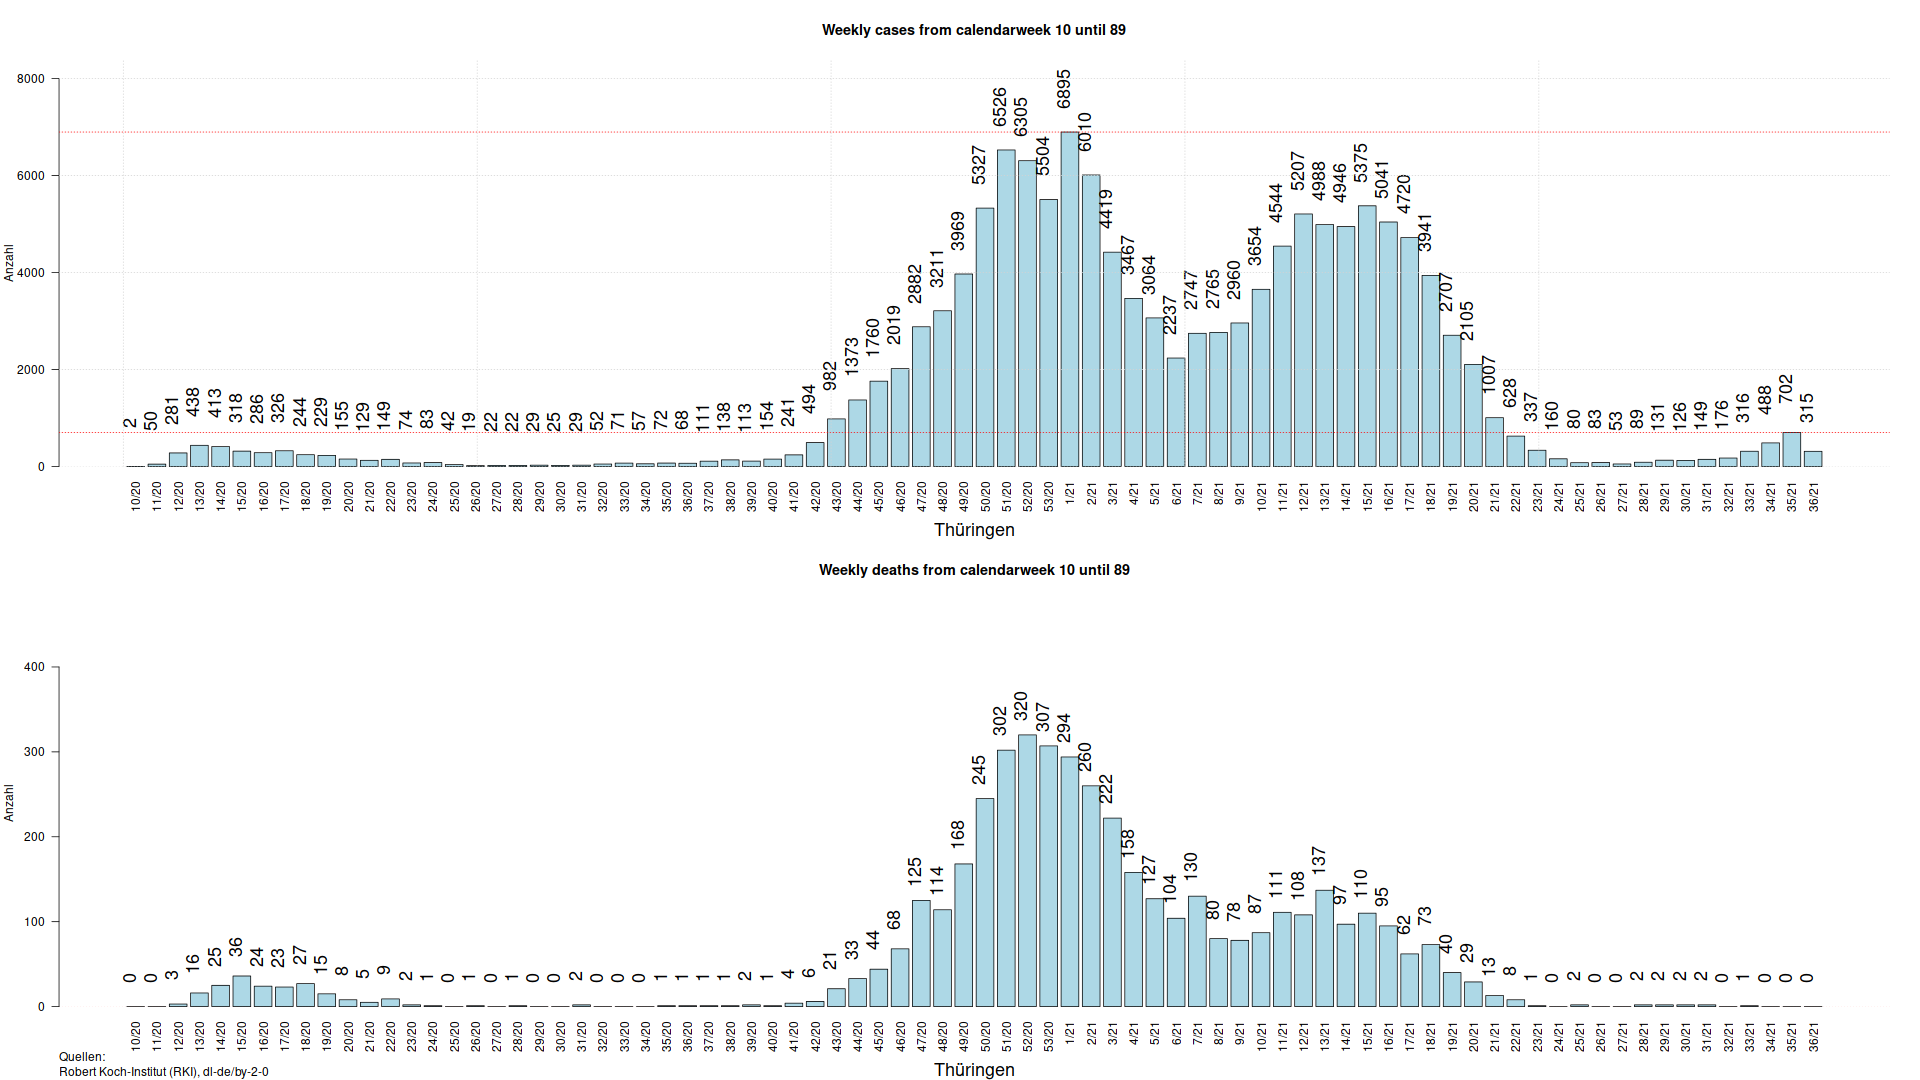 Weekly cases from calendarweek 10 until 89
Anzahl
8000
6000
4000
2000
0
2 50 281 438 413 318 286 326 244 229 155 129 149 74 83 42 19 22 22 29 25 29 52 71 57 72 68 111 138 113 154 241 494 982 1373 1760 2019 2882 3211 3969 5327 6526 6305 5504 6895 6010 4419 3467 3064 2237 2747 2765 2960 3654 4544 5207 4988 4946 5375 5041 4720 3941 2707 2105 1007 628 337 160 80 83 53 89 131 126 149 176 316 488 702 315
10/20 11/20 12/20 13/20 14/20 15/20 16/20 17/20 18/20 19/20 20/20 21/20 22/20 23/20 24/20 25/20 26/20 27/20 28/20 29/20 30/20 31/20 32/20 33/20 34/20 35/20 36/20 37/20 38/20 39/20 40/20 41/20 42/20 43/20 44/20 45/20 46/20 47/20 48/20 49/20 50/20 51/20 52/20 53/20 1/21 2/21 3/21 4/21 5/21 6/21 7/21 8/21 9/21 10/21 11/21 12/21 13/21 14/21 15/21 16/21 17/21 18/21 19/21 20/21 21/21 22/21 23/21 24/21 25/21 26/21 27/21 28/21 29/21 30/21 31/21 32/21 33/21 34/21 35/21 36/21
Thüringen
Weekly deaths from calendarweek 10 until 89
Anzahl
400
300
200
100
0
0 0 3 16 25 36 24 23 27 15 8 5 9 2 1 0 1 0 1 0 0 2 0 0 0 1 1 1 1 2 1 4 6 21 33 44 68 125 114 168 245 302 320 307 294 260 222 158 127 104 130 80 78 87 111 108 137 97 110 95 62 73 40 29 13 8 1 0 2 0 0 2 2 2 2 0 1 0 0 0
10/20 11/20 12/20 13/20 14/20 15/20 16/20 17/20 18/20 19/20 20/20 21/20 22/20 23/20 24/20 25/20 26/20 27/20 28/20 29/20 30/20 31/20 32/20 33/20 34/20 35/20 36/20 37/20 38/20 39/20 40/20 41/20 42/20 43/20 44/20 45/20 46/20 47/20 48/20 49/20 50/20 51/20 52/20 53/20 1/21 2/21 3/21 4/21 5/21 6/21 7/21 8/21 9/21 10/21 11/21 12/21 13/21 14/21 15/21 16/21 17/21 18/21 19/21 20/21 21/21 22/21 23/21 24/21 25/21 26/21 27/21 28/21 29/21 30/21 31/21 32/21 33/21 34/21 35/21 36/21
Thüringen
Quellen:
Robert Koch-Institut (RKI), dl-de/by-2-0